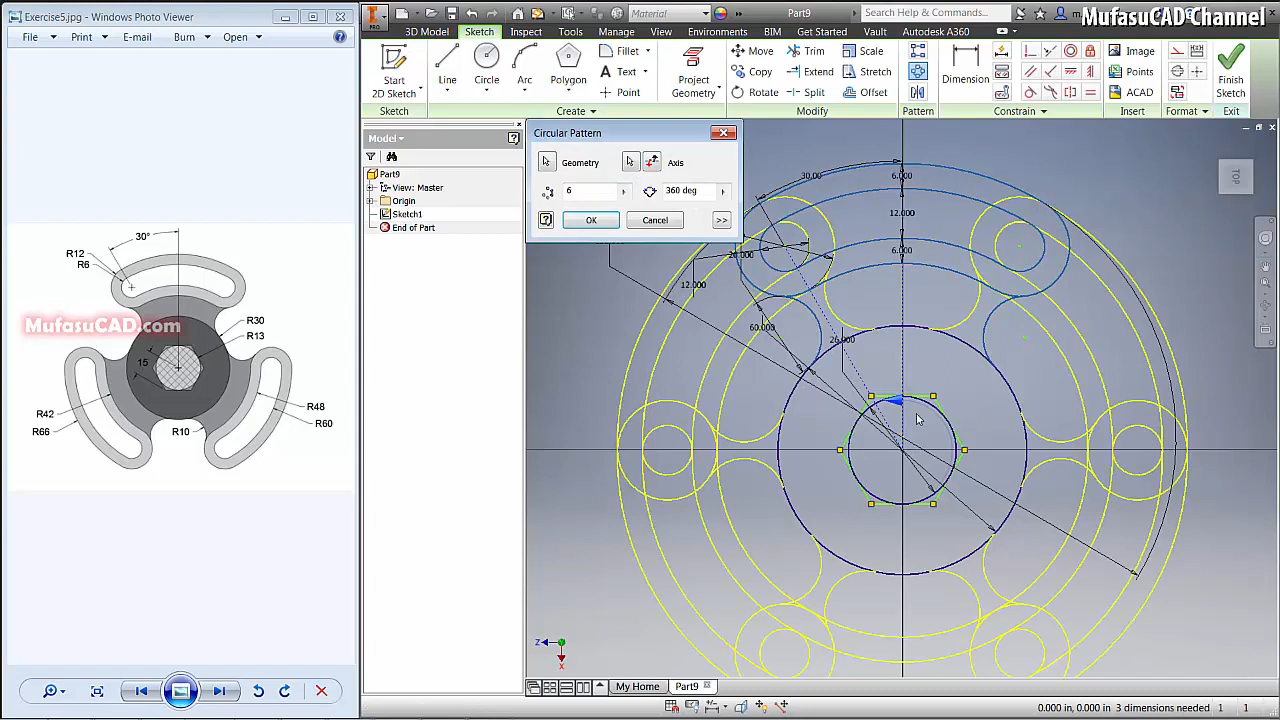 Exercise5.jpg - Windows Photo Viewer
File Print E-mail Burn Open
R12
R6
30°
MufasuCAD.com
R30
R13
15
R42
R66
R10
R48
R60
PRO
Material
Part9
Search Help & Commands...
MufasuCADChannel
3D Model Sketch Inspect Tools Manage View Environments BIM Get Started Vault Autodesk A360
Start
2D Sketch
Line Circle Arc Polygon
Fillet
Text
Point
Project
Geometry
Move
Copy
Rotate
Trim
Extend
Split
Scale
Stretch
Offset
Dimension
Image
Points
ACAD
Finish
Sketch
Sketch Create Modify Pattern Constrain Insert Format Exit
Model
Part9
View: Master
Origin
Sketch1
End of Part
Circular Pattern
Geometry
Axis
6
360 deg
OK
Cancel
>>
30.00
6.000
12.000
6.000
20.000
12.000
60.000
26.000
TOP
Z
X
My Home
Part9
0.000 in, 0.000 in 3 dimensions needed 1 1